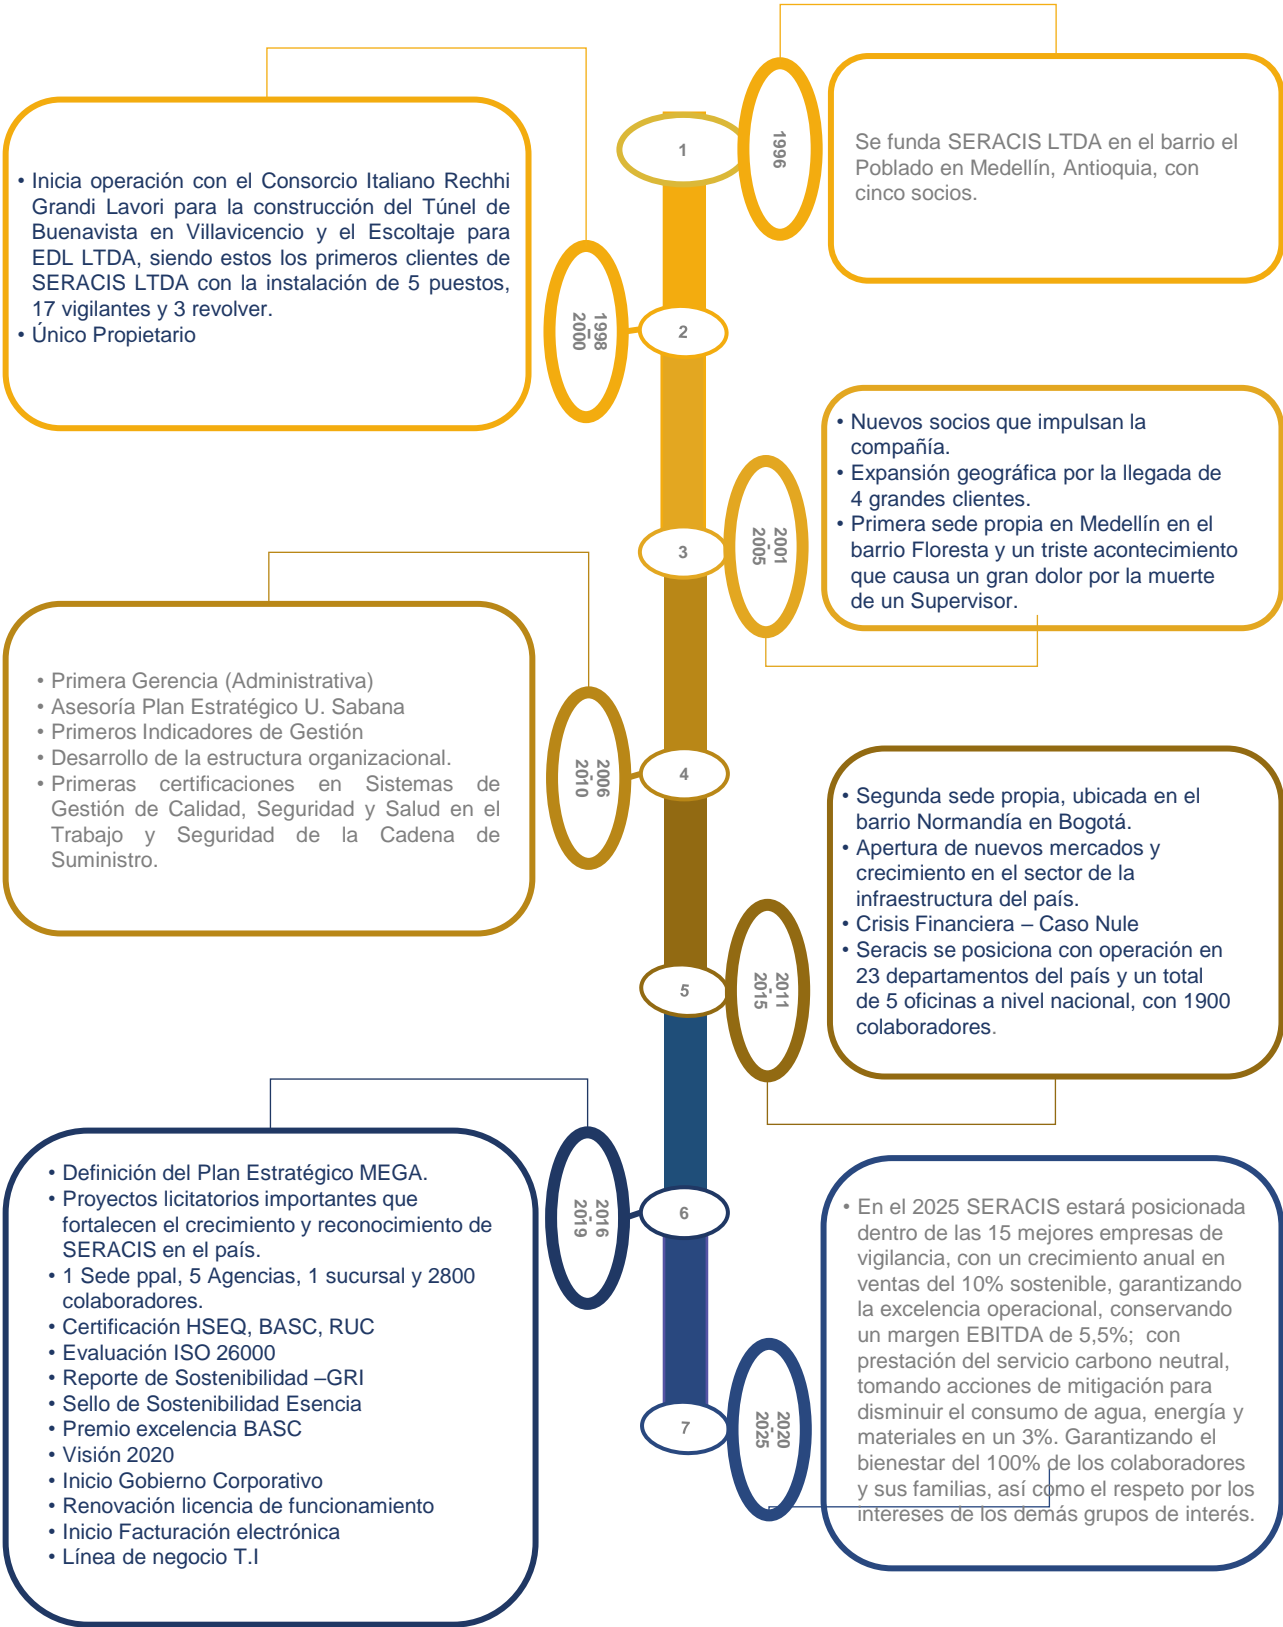 1
1996
Se funda SERACIS LTDA en el barrio el
Poblado en Medellín, Antioquia, con
cinco socios.
• Inicia operación con el Consorcio Italiano Rechhi
Grandi Lavori para la construcción del Túnel de
Buenavista en Villavicencio y el Escoltaje para
EDL LTDA, siendo estos los primeros clientes de
SERACIS LTDA con la instalación de 5 puestos,
17 vigilantes y 3 revolver.
• Único Propietario
1998
-
2000
2
• Nuevos socios que impulsan la
compañía.
• Expansión geográfica por la llegada de
4 grandes clientes.
• Primera sede propia en Medellín en el
barrio Floresta y un triste acontecimiento
que causa un gran dolor por la muerte
de un Supervisor.
3
2001
-
2005
• Primera Gerencia (Administrativa)
• Asesoría Plan Estratégico U. Sabana
• Primeros Indicadores de Gestión
• Desarrollo de la estructura organizacional.
• Primeras certificaciones en Sistemas de
Gestión de Calidad, Seguridad y Salud en el
Trabajo y Seguridad de la Cadena de
Suministro.
2006
-
2010
4
• Segunda sede propia, ubicada en el
barrio Normandía en Bogotá.
• Apertura de nuevos mercados y
crecimiento en el sector de la
infraestructura del país.
• Crisis Financiera – Caso Nule
• Seracis se posiciona con operación en
23 departamentos del país y un total
de 5 oficinas a nivel nacional, con 1900
colaboradores.
5
2011
-
2015
• Definición del Plan Estratégico MEGA.
• Proyectos licitatorios importantes que
fortalecen el crecimiento y reconocimiento de
SERACIS en el país.
• 1 Sede ppal, 5 Agencias, 1 sucursal y 2800
colaboradores.
• Certificación HSEQ, BASC, RUC
• Evaluación ISO 26000
• Reporte de Sostenibilidad –GRI
• Sello de Sostenibilidad Esencia
• Premio excelencia BASC
• Visión 2020
• Inicio Gobierno Corporativo
• Renovación licencia de funcionamiento
• Inicio Facturación electrónica
• Línea de negocio T.I
2016
-
2019
6
• En el 2025 SERACIS estará posicionada
dentro de las 15 mejores empresas de
vigilancia, con un crecimiento anual en
ventas del 10% sostenible, garantizando
la excelencia operacional, conservando
un margen EBITDA de 5,5%; con
prestación del servicio carbono neutral,
tomando acciones de mitigación para
disminuir el consumo de agua, energía y
materiales en un 3%. Garantizando el
bienestar del 100% de los colaboradores
y sus familias, así como el respeto por los
intereses de los demás grupos de interés.
7
2020
-
2025